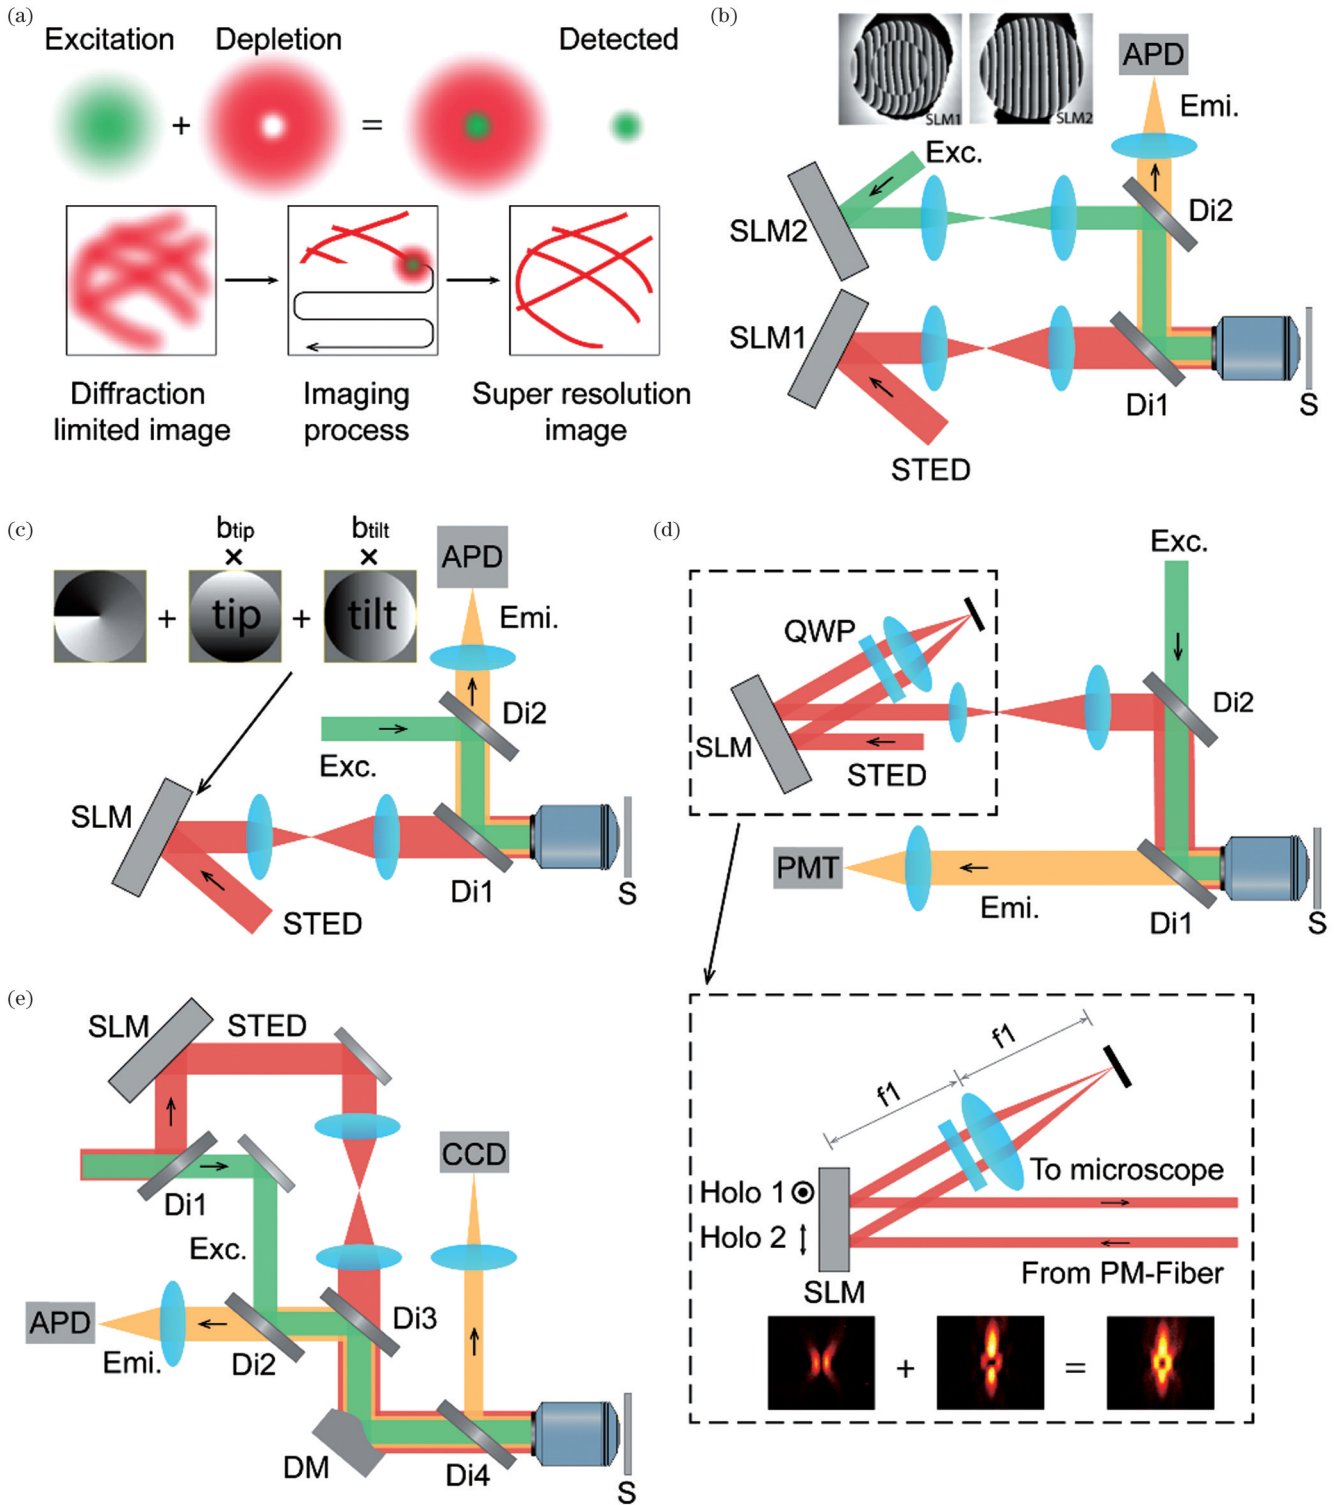 (a)
Excitation
Depletion
Detected
+
=
Diffraction
limited image
Imaging
process
Super resolution
image
(b)
SLM1
SLM2
APD
Emi.
Exc.
Di2
SLM2
SLM1
Di1
S
STED
(c)
btip
×
btilt
×
+
tip
+
tilt
APD
Emi.
Di2
Exc.
SLM
Di1
S
STED
(d)
Exc.
QWP
Di2
SLM
STED
PMT
Emi.
Di1
S
f1
f1
To microscope
Holo 1
Holo 2
From PM-Fiber
SLM
+
=
(e)
SLM
STED
CCD
Di1
Exc.
APD
Emi.
Di2
Di3
DM
Di4
S